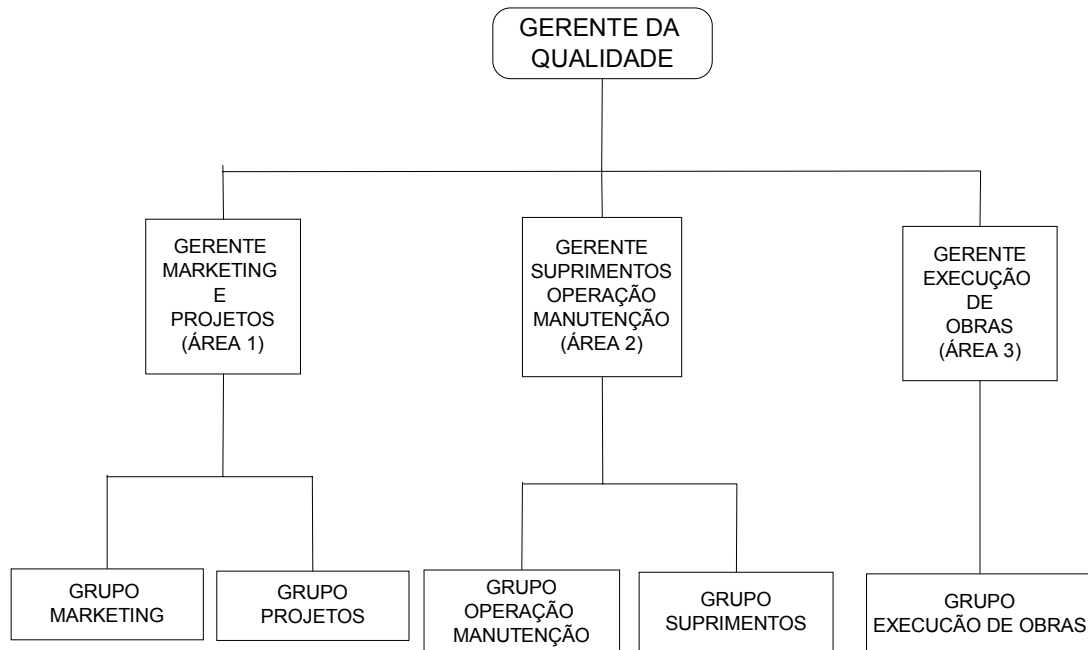 GERENTE DA
QUALIDADE
GERENTE
MARKETING
E
PROJETOS
(ÁREA 1)
GERENTE
SUPRIMENTOS
OPERAÇÃO
MANUTENÇÃO
(ÁREA 2)
GERENTE
EXECUÇÃO
DE
OBRAS
(ÁREA 3)
GRUPO
MARKETING
GRUPO
PROJETOS
GRUPO
OPERAÇÃO
MANUTENÇÃO
GRUPO
SUPRIMENTOS
GRUPO
EXECUCÃO DE OBRAS